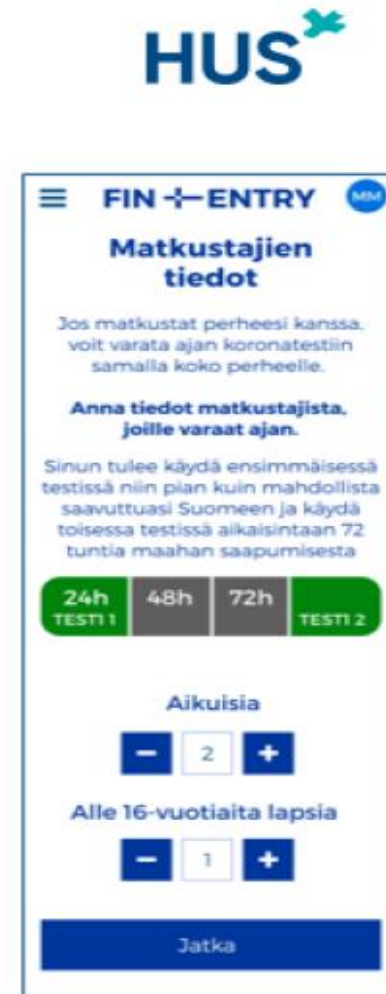 HUS
FIN ENTRY MM
Matkustajien
tiedot
Jos matkustat perheesi kanssa,
voit varata ajan koronatestiin
samalla koko perheelle.
Anna tiedot matkustajista,
joille varaat ajan.
Sinun tulee käydä ensimmäisessä
testissä niin pian kuin mahdollista
saavuttuasi Suomeen ja käydä
toisessa testissä aikaisintaan 72
tuntia maahan saapumisesta
24h 48h 72h
TESTI 1 TESTI 2
Aikuisia
− 2 +
Alle 16-vuotiaita lapsia
− 1 +
Jatka